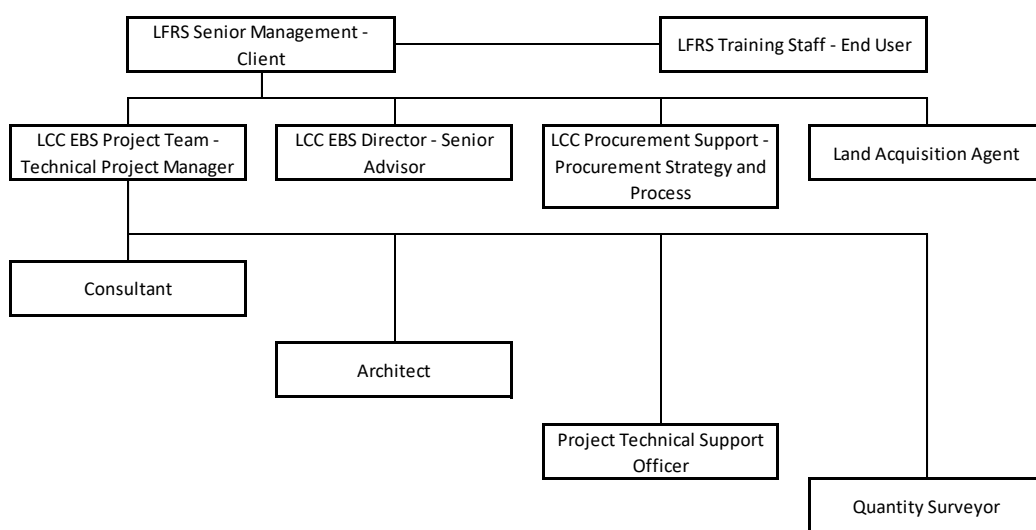 LFRS Senior Management -
Client
LFRS Training Staff - End User
LCC EBS Project Team -
Technical Project Manager
LCC EBS Director - Senior
Advisor
LCC Procurement Support -
Procurement Strategy and
Process
Land Acquisition Agent
Consultant
Architect
Project Technical Support
Officer
Quantity Surveyor